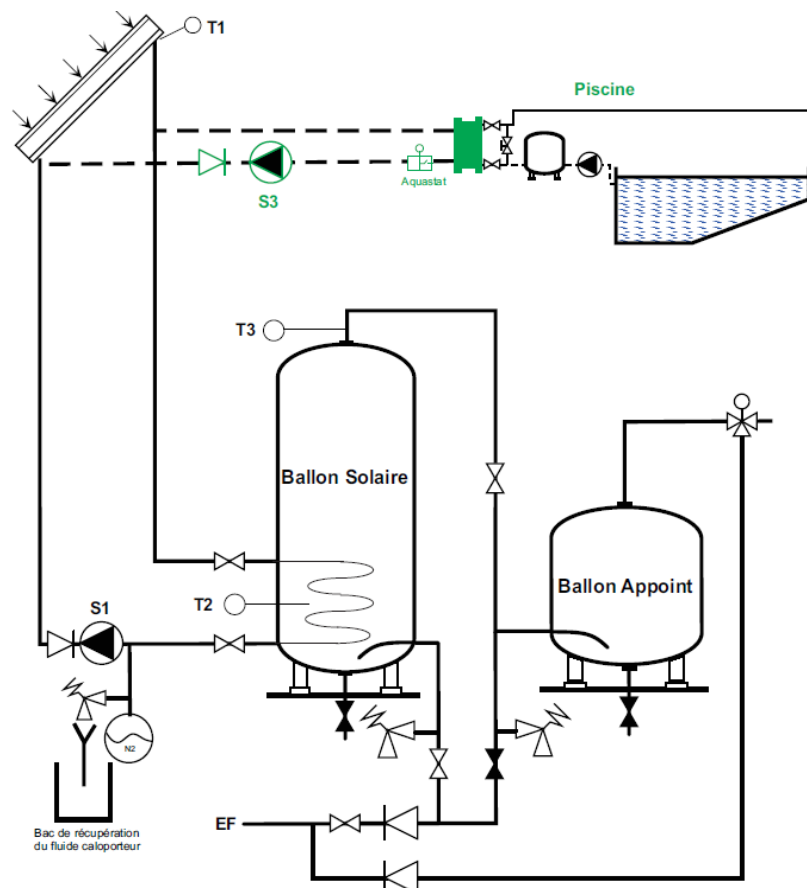 T1
Piscine
Aquastat
S3
T3
Ballon Solaire
Ballon Appoint
T2
S1
N2
EF
Bac de récupération
du fluide caloporteur